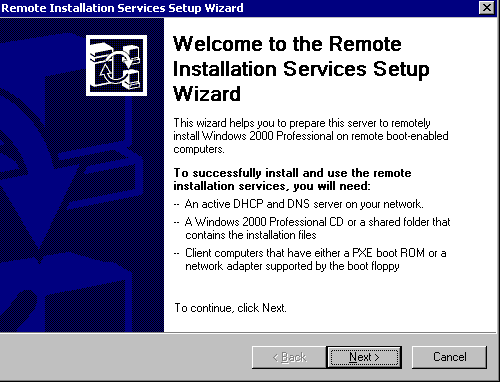 Remote Installation Services Setup Wizard
Welcome to the Remote
Installation Services Setup
Wizard
This wizard helps you to prepare this server to remotely
install Windows 2000 Professional on remote boot-enabled
computers.
To successfully install and use the remote
installation services, you will need:
-- An active DHCP and DNS server on your network.
-- A Windows 2000 Professional CD or a shared folder that
contains the installation files
-- Client computers that have either a PXE boot ROM or a
network adapter supported by the boot floppy
To continue, click Next.
< Back
Next >
Cancel